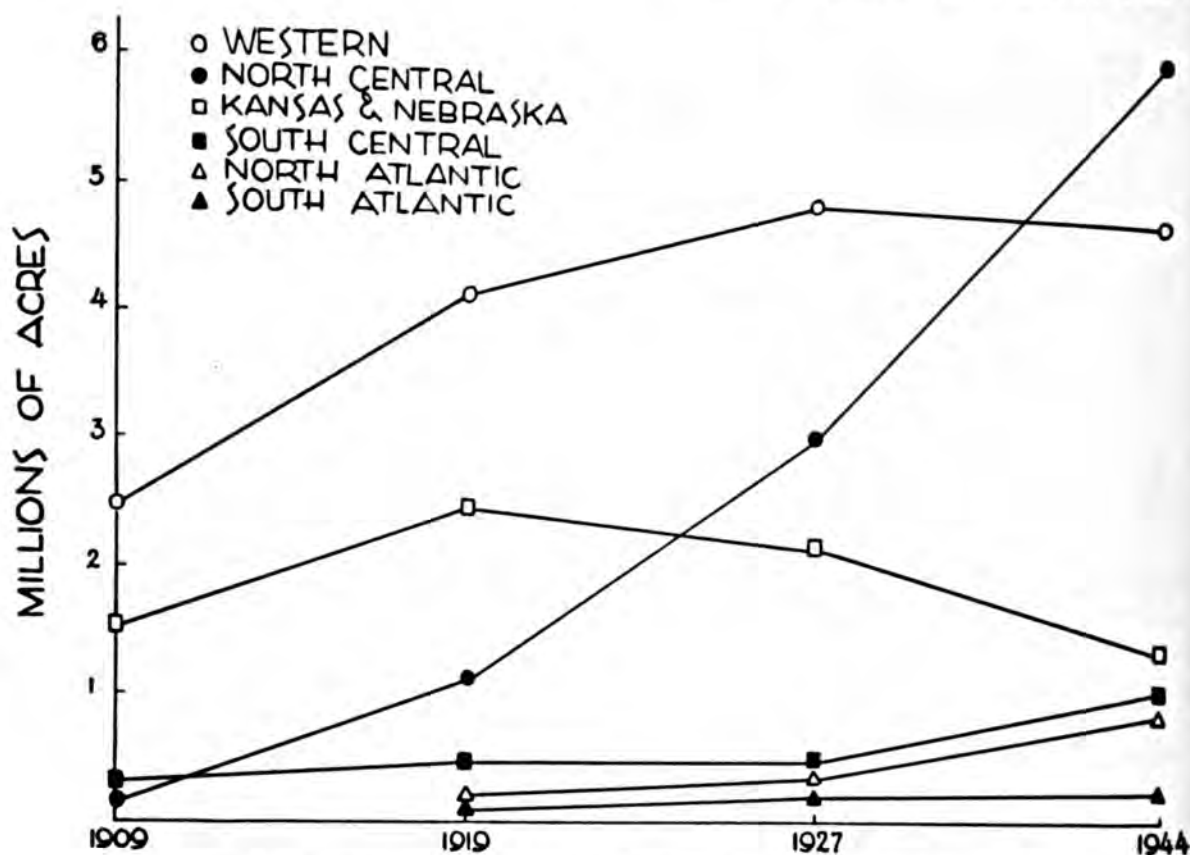 6
5
4
3
2
1
MILLIONS OF ACRES
WESTERN
NORTH CENTRAL
KANSAS & NEBRASKA
SOUTH CENTRAL
NORTH ATLANTIC
SOUTH ATLANTIC
1909 1919 1927 1944